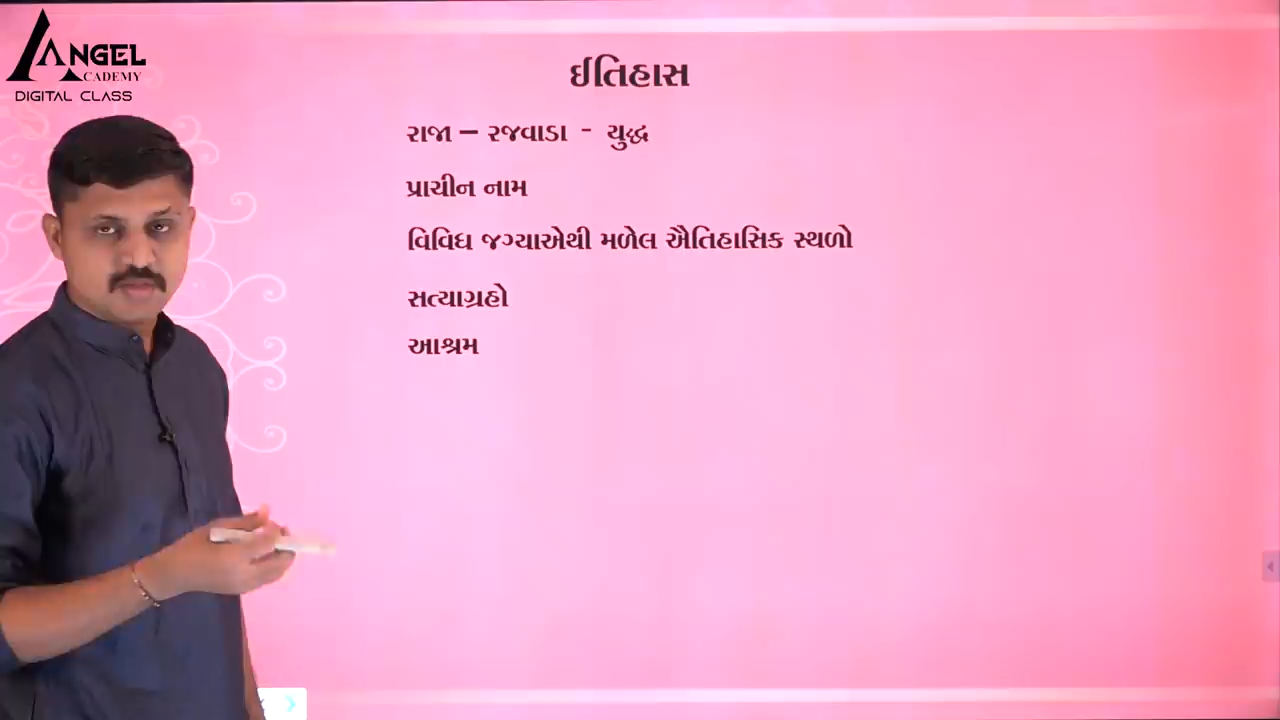 ANGEL
ACADEMY
DIGITAL CLASS
ઈતિહાસ
રાજા – રજવાડા - યુદ્ધ
પ્રાચીન નામ
વિવિધ જગ્યાએથી મળેલ ઐતિહાસિક સ્થળો
સત્યાગ્રહો
આશ્રમ